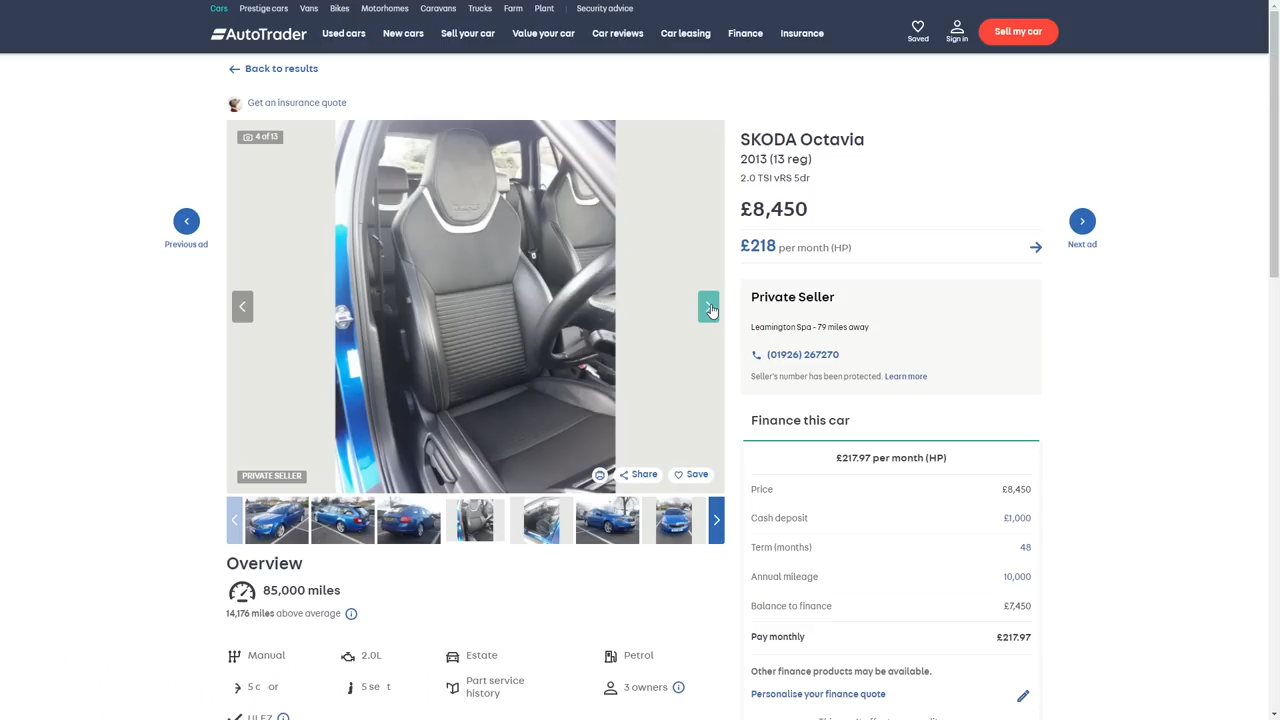 Cars Prestige cars Vans Bikes Motorhomes Caravans Trucks Farm Plant Security advice
AutoTrader Used cars New cars Sell your car Value your car Car reviews Car leasing Finance Insurance Saved Sign in Sell my car
Back to results
Get an insurance quote
4 of 13
PRIVATE SELLER
Share Save
Previous ad
Next ad
SKODA Octavia
2013 (13 reg)
2.0 TSI vRS 5dr
£8,450
£218 per month (HP)
Private Seller
Leamington Spa - 79 miles away
(01926) 267270
Seller's number has been protected. Learn more
Finance this car
£217.97 per month (HP)
Price £8,450
Cash deposit £1,000
Term (months) 48
Annual mileage 10,000
Balance to finance £7,450
Pay monthly £217.97
Other finance products may be available.
Personalise your finance quote
Overview
85,000 miles
14,176 miles above average
Manual 2.0L Estate Petrol
Part service
history
3 owners
ULEZ